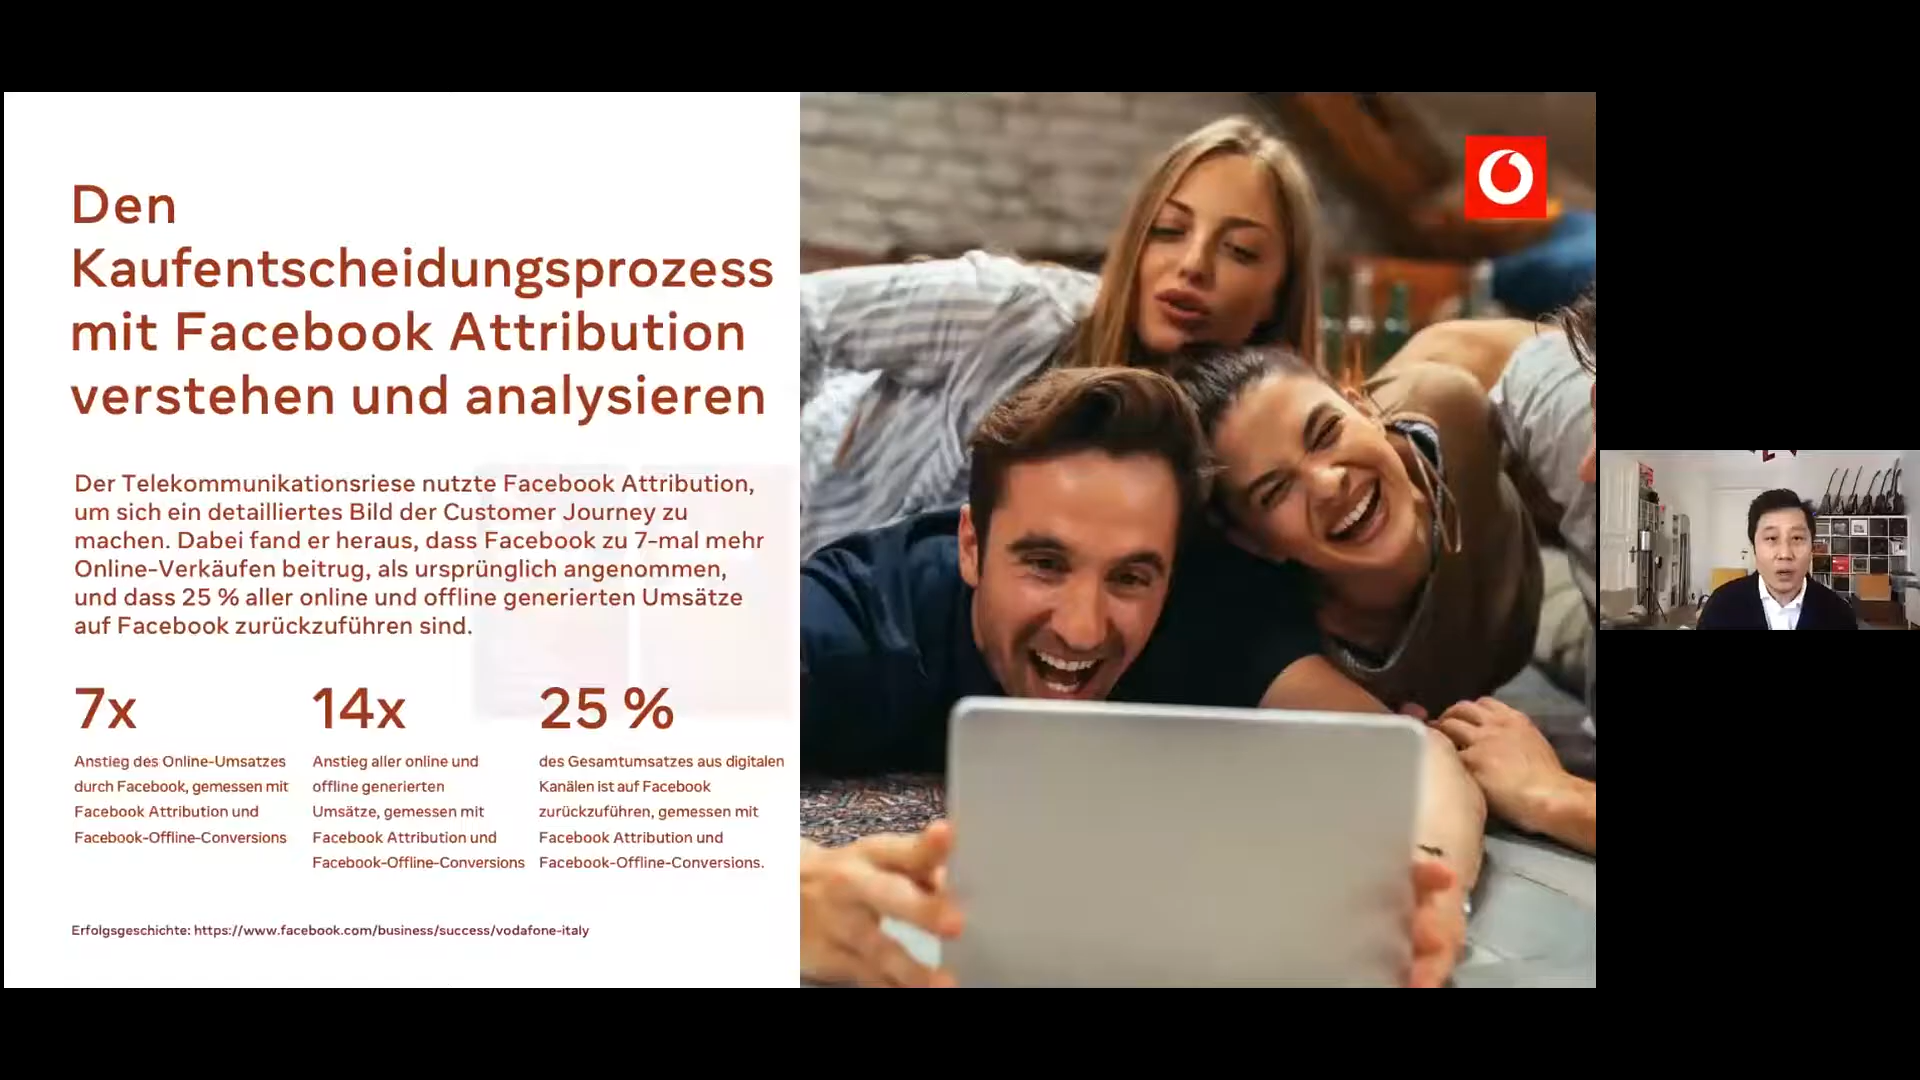 Den
Kaufentscheidungsprozess
mit Facebook Attribution
verstehen und analysieren
Der Telekommunikationsriese nutzte Facebook Attribution,
um sich ein detailliertes Bild der Customer Journey zu
machen. Dabei fand er heraus, dass Facebook zu 7-mal mehr
Online-Verkäufen beitrug, als ursprünglich angenommen,
und dass 25 % aller online und offline generierten Umsätze
auf Facebook zurückzuführen sind.
7x
Anstieg des Online-Umsatzes
durch Facebook, gemessen mit
Facebook Attribution und
Facebook-Offline-Conversions
14x
Anstieg aller online und
offline generierten
Umsätze, gemessen mit
Facebook Attribution und
Facebook-Offline-Conversions
25 %
des Gesamtumsatzes aus digitalen
Kanälen ist auf Facebook
zurückzuführen, gemessen mit
Facebook Attribution und
Facebook-Offline-Conversions.
Erfolgsgeschichte: https://www.facebook.com/business/success/vodafone-italy